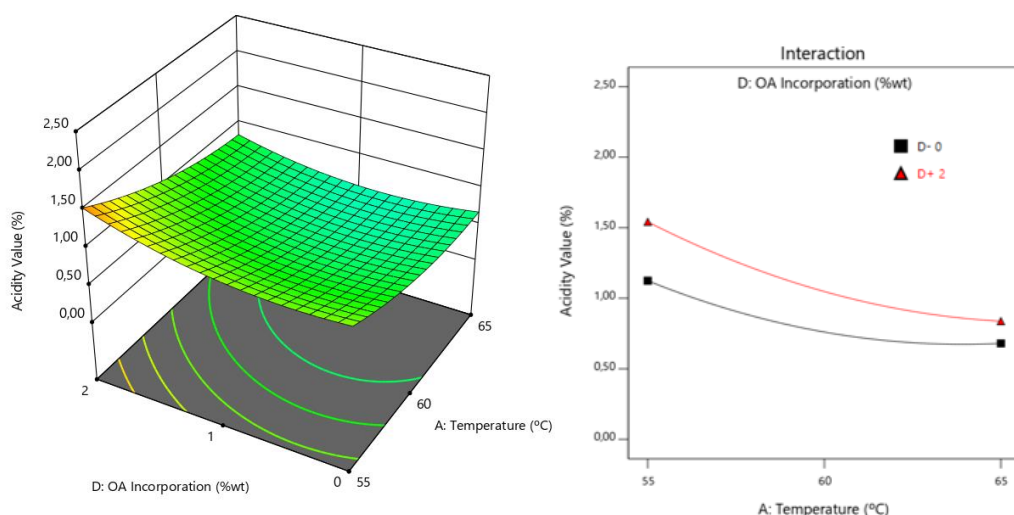 2,50
2,00
1,50
1,00
0,50
0,00
Acidity Value (%)
2
1
0
55
60
65
D: OA Incorporation (%wt)
A: Temperature (ºC)
Interaction
D: OA Incorporation (%wt)
D- 0
D+ 2
2,50
2,00
1,50
1,00
0,50
0,00
Acidity Value (%)
55
60
65
A: Temperature (ºC)